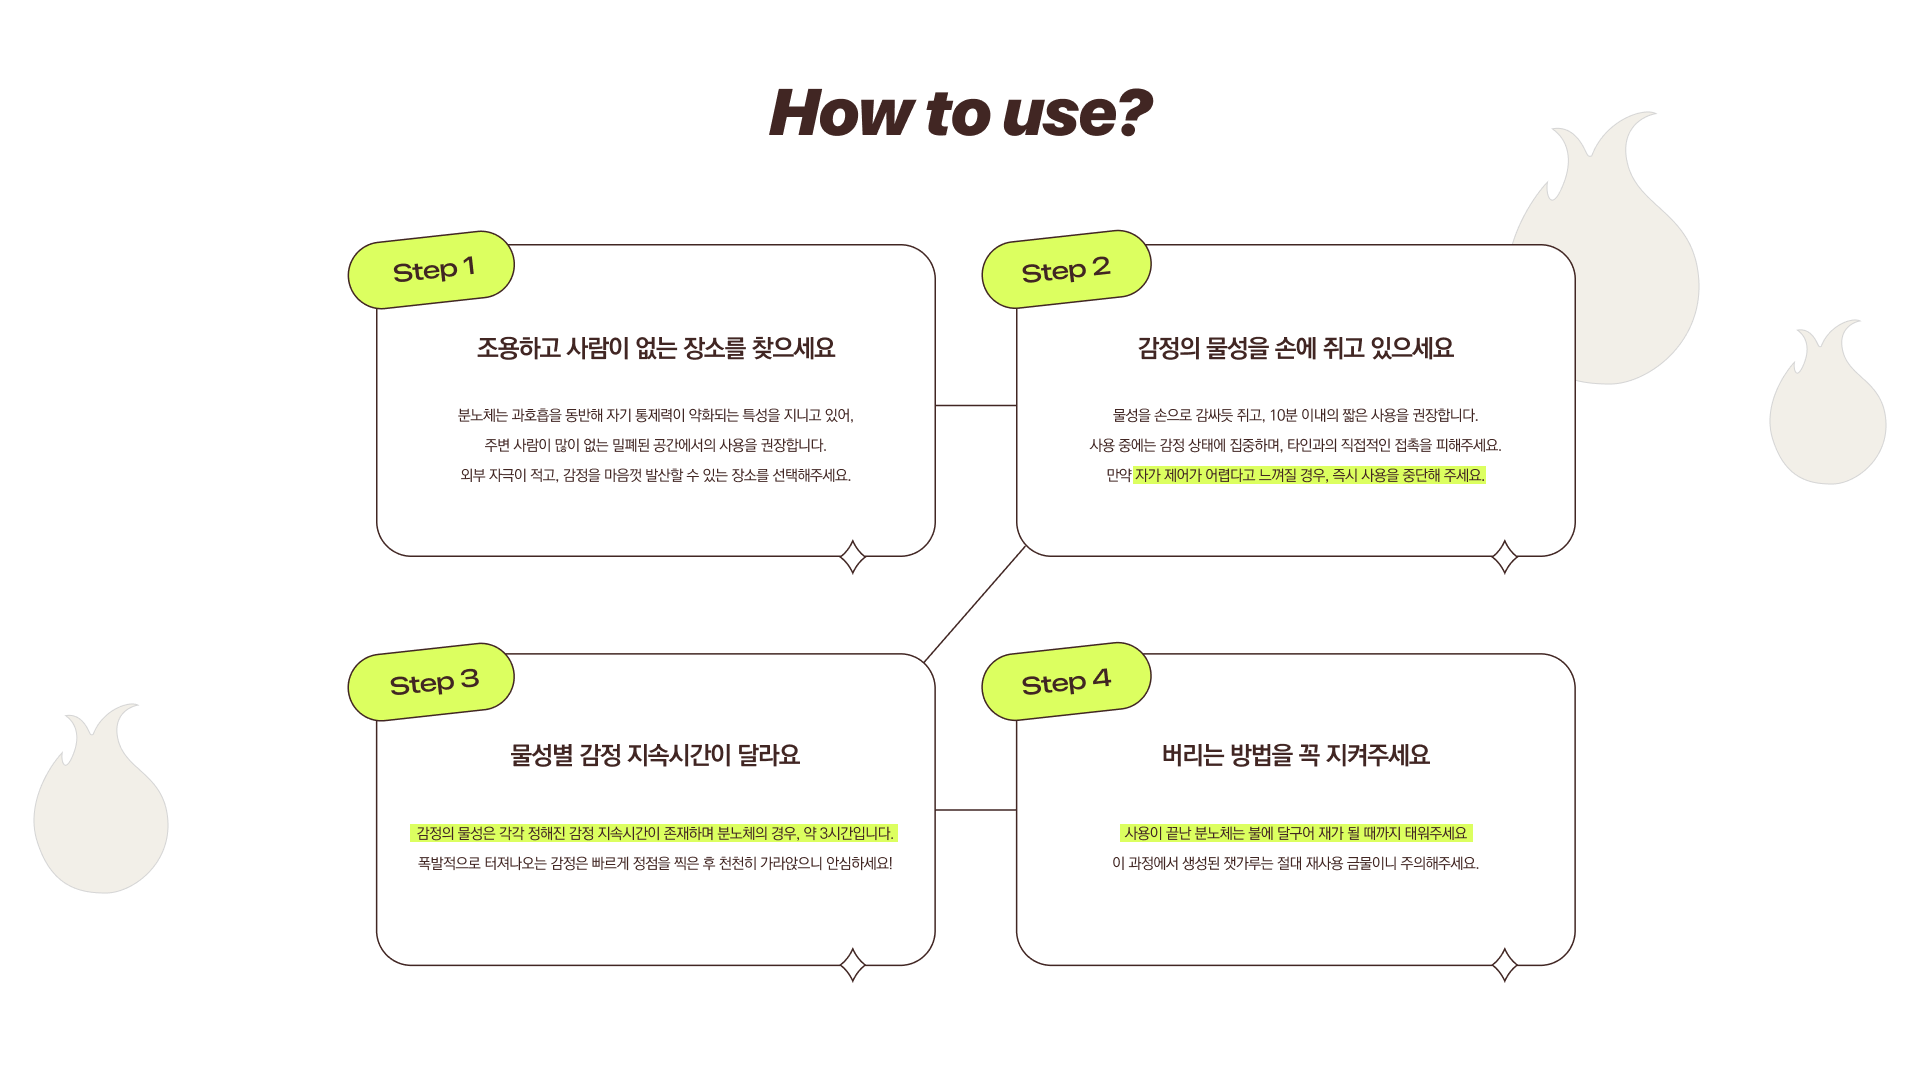 How to use?
Step 1
조용하고 사람이 없는 장소를 찾으세요
분노체는 과호흡을 동반해 자기 통제력이 약화되는 특성을 지니고 있어,
주변 사람이 많이 없는 밀폐된 공간에서의 사용을 권장합니다.
외부 자극이 적고, 감정을 마음껏 발산할 수 있는 장소를 선택해주세요.
Step 2
감정의 물성을 손에 쥐고 있으세요
물성을 손으로 감싸듯 쥐고, 10분 이내의 짧은 사용을 권장합니다.
사용 중에는 감정 상태에 집중하며, 타인과의 직접적인 접촉을 피해주세요.
만약 자가 제어가 어렵다고 느껴질 경우, 즉시 사용을 중단해 주세요.
Step 3
물성별 감정 지속시간이 달라요
감정의 물성은 각각 정해진 감정 지속시간이 존재하며 분노체의 경우, 약 3시간입니다.
폭발적으로 터져나오는 감정은 빠르게 정점을 찍은 후 천천히 가라앉으니 안심하세요!
Step 4
버리는 방법을 꼭 지켜주세요
사용이 끝난 분노체는 불에 달구어 재가 될 때까지 태워주세요
이 과정에서 생성된 잿가루는 절대 재사용 금물이니 주의해주세요.